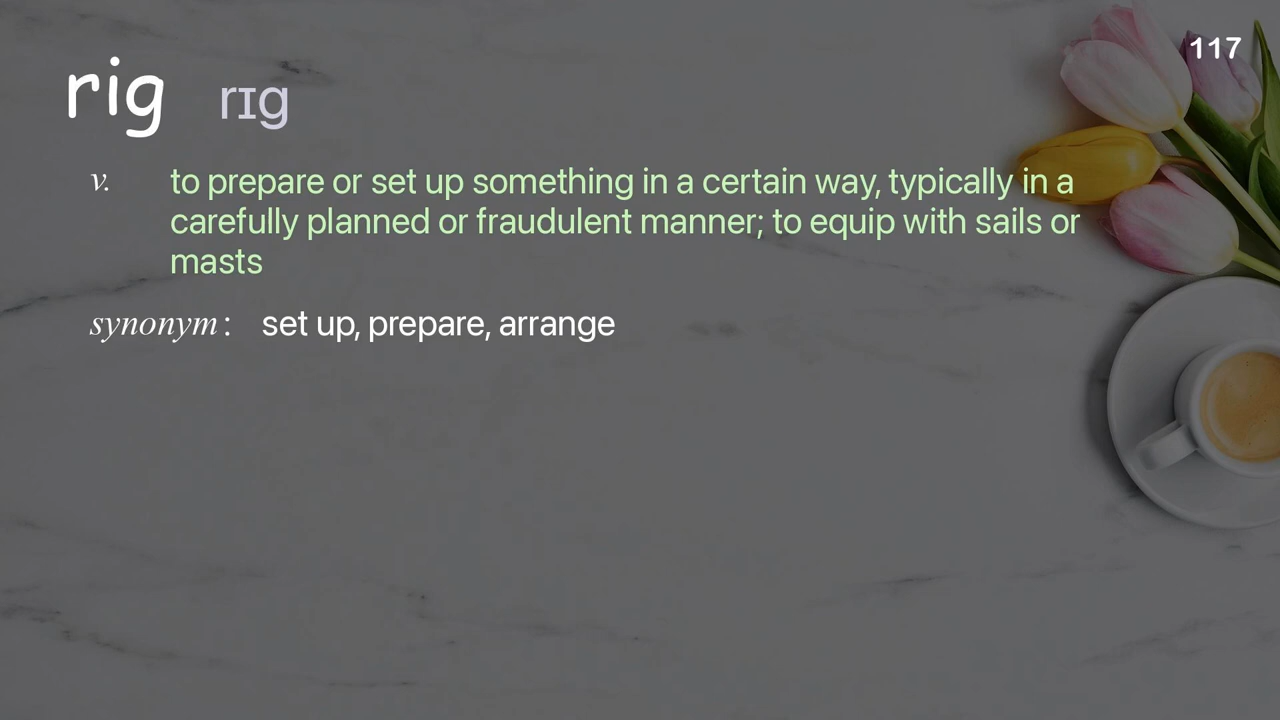 117
rig rɪg
v. to prepare or set up something in a certain way, typically in a
carefully planned or fraudulent manner; to equip with sails or
masts
synonym: set up, prepare, arrange